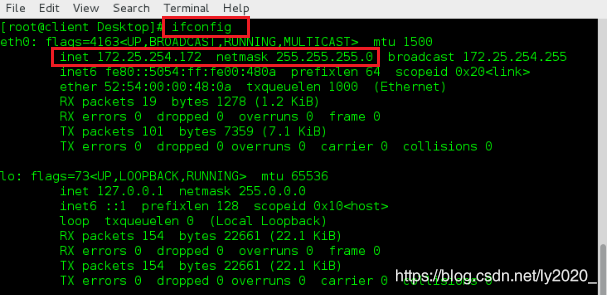 File Edit View Search Terminal Help
[root@client Desktop]# ifconfig
eth0: flags=4163<UP,BROADCAST,RUNNING,MULTICAST> mtu 1500
inet 172.25.254.172 netmask 255.255.255.0 broadcast 172.25.254.255
inet6 fe80::5054:ff:fe00:480a prefixlen 64 scopeid 0x20<link>
ether 52:54:00:00:48:0a txqueuelen 1000 (Ethernet)
RX packets 19 bytes 1278 (1.2 KiB)
RX errors 0 dropped 0 overruns 0 frame 0
TX packets 101 bytes 7359 (7.1 KiB)
TX errors 0 dropped 0 overruns 0 carrier 0 collisions 0
lo: flags=73<UP,LOOPBACK,RUNNING> mtu 65536
inet 127.0.0.1 netmask 255.0.0.0
inet6 ::1 prefixlen 128 scopeid 0x10<host>
loop txqueuelen 0 (Local Loopback)
RX packets 154 bytes 22661 (22.1 KiB)
RX errors 0 dropped 0 overruns 0 frame 0
TX packets 154 bytes 22661 (22.1 KiB)
TX errors 0 dropped 0 overruns 0 carrier 0 collisions 0
https://blog.csdn.net/ly2020_